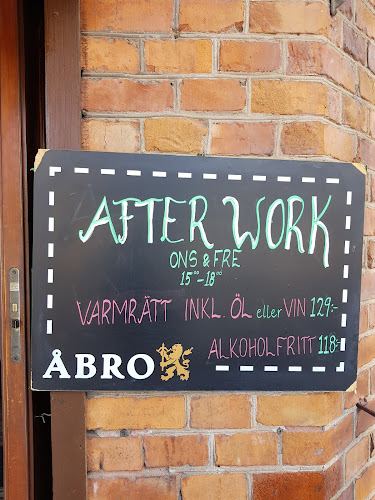 AFTER WORK
ONS & FRE
15⁰⁰-18⁰⁰
VARMRÄTT INKL. ÖL eller VIN 129:-
ALKOHOLFRITT 118:-
ÅBRO